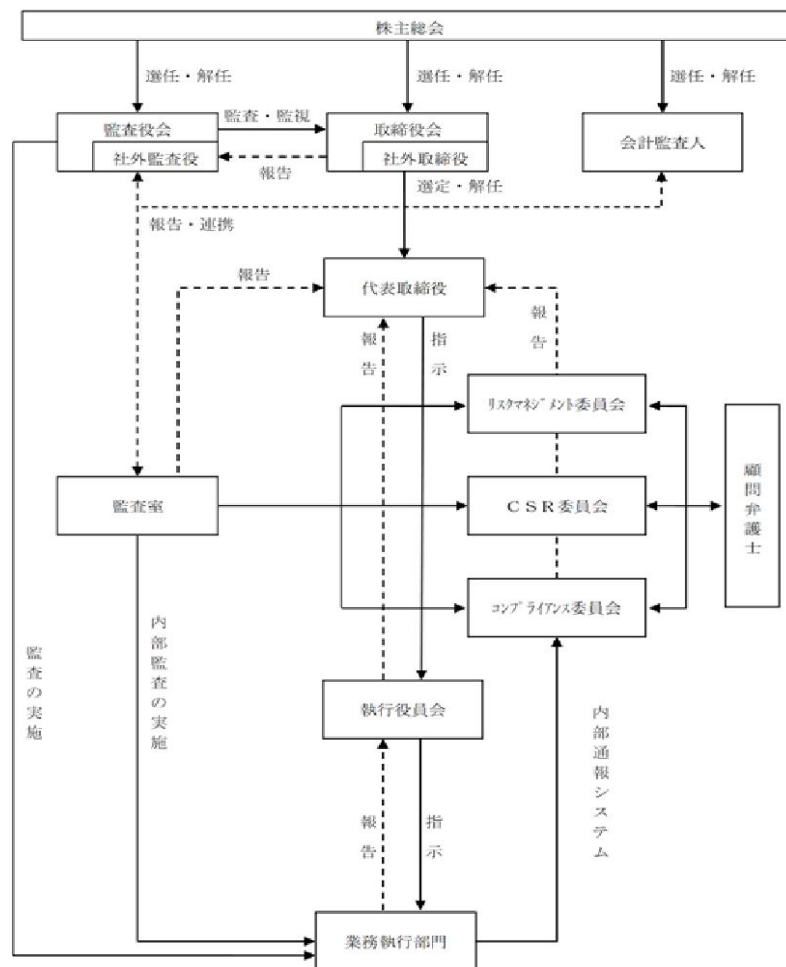 株主総会
選任・解任
選任・解任
選任・解任
監査役会
監査・監視
取締役会
会計監査人
社外監査役
報告
社外取締役
選定・解任
報告・連携
報告
代表取締役
報告
指示
報告
リスクマネジメント委員会
監査室
CSR委員会
顧問弁護士
コンプライアンス委員会
監査の実施
内部監査の実施
執行役員会
内部通報システム
報告
指示
業務執行部門